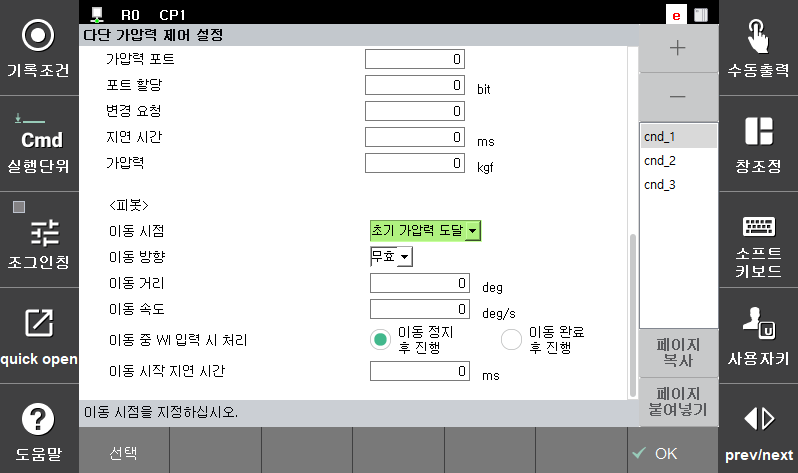 R0 CP1 e
다단 가압력 제어 설정
기록조건
Cmd
실행단위
조그인칭
quick open
도움말
가압력 포트 0
포트 할당 0 bit
변경 요청 0
지연 시간 0 ms
가압력 0 kgf
<피봇>
이동 시점 초기 가압력 도달
이동 방향 무효
이동 거리 0 deg
이동 속도 0 deg/s
이동 중 WI 입력 시 처리 이동 정지 이동 완료
후 진행 후 진행
이동 시작 지연 시간 0 ms
이동 시점을 지정하십시오.
선택
OK
cnd_1
cnd_2
cnd_3
페이지
복사
페이지
붙여넣기
수동출력
창조정
소프트
키보드
U
사용자키
prev/next